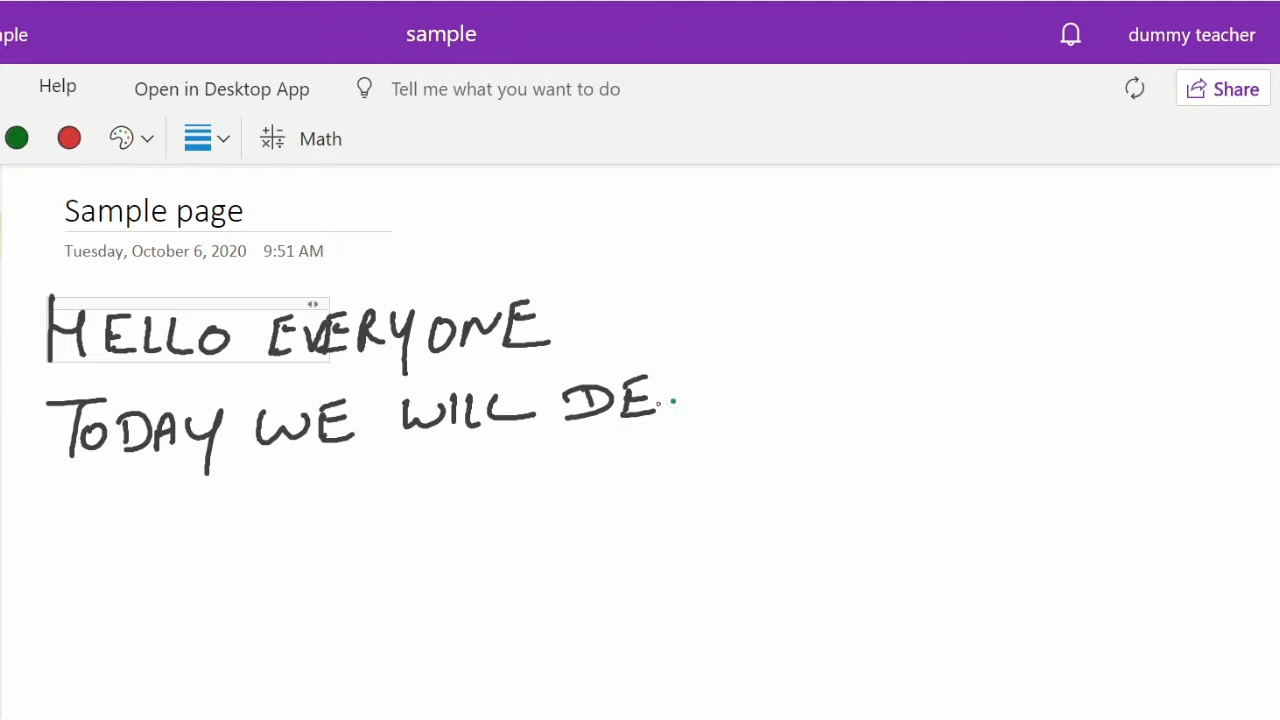 mple sample dummy teacher
Help Open in Desktop App Tell me what you want to do Share
Math
Sample page
Tuesday, October 6, 2020 9:51 AM
HELLO EVERYONE
TODAY WE WILL DE